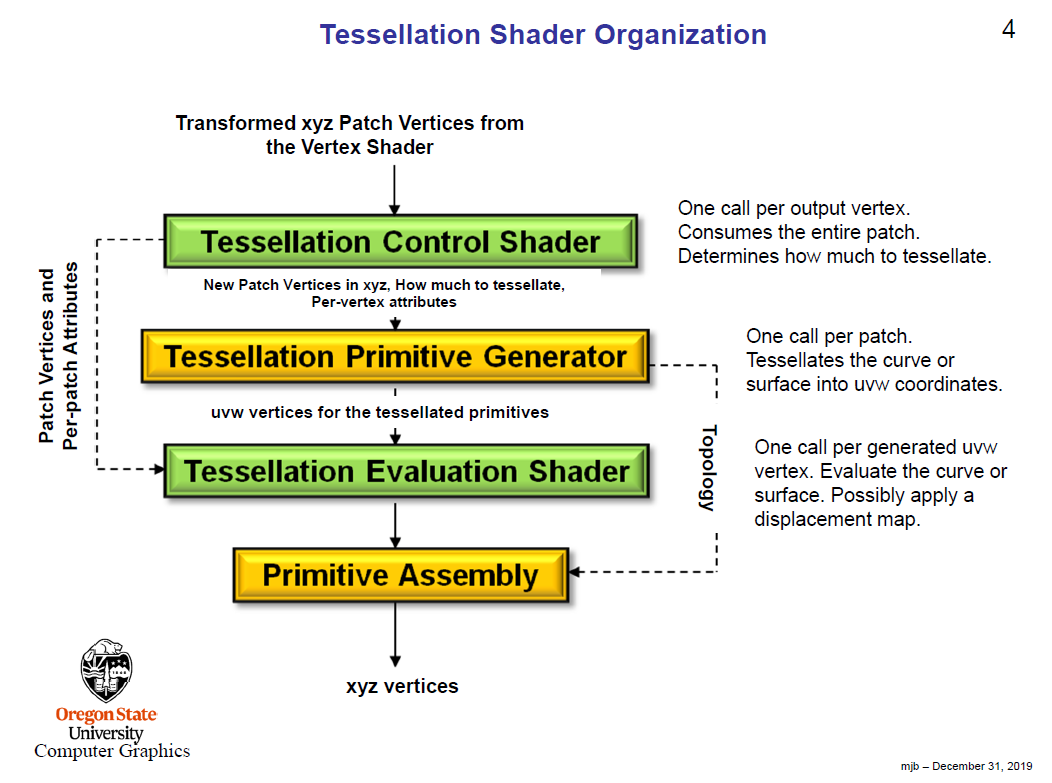 Tessellation Shader Organization
4
Transformed xyz Patch Vertices from
the Vertex Shader
Tessellation Control Shader
One call per output vertex.
Consumes the entire patch.
Determines how much to tessellate.
New Patch Vertices in xyz, How much to tessellate,
Per-vertex attributes
Patch Vertices and
Per-patch Attributes
Tessellation Primitive Generator
One call per patch.
Tessellates the curve or
surface into uvw coordinates.
uvw vertices for the tessellated primitives
Topology
Tessellation Evaluation Shader
One call per generated uvw
vertex. Evaluate the curve or
surface. Possibly apply a
displacement map.
Primitive Assembly
xyz vertices
Oregon State
University
Computer Graphics
mjb – December 31, 2019